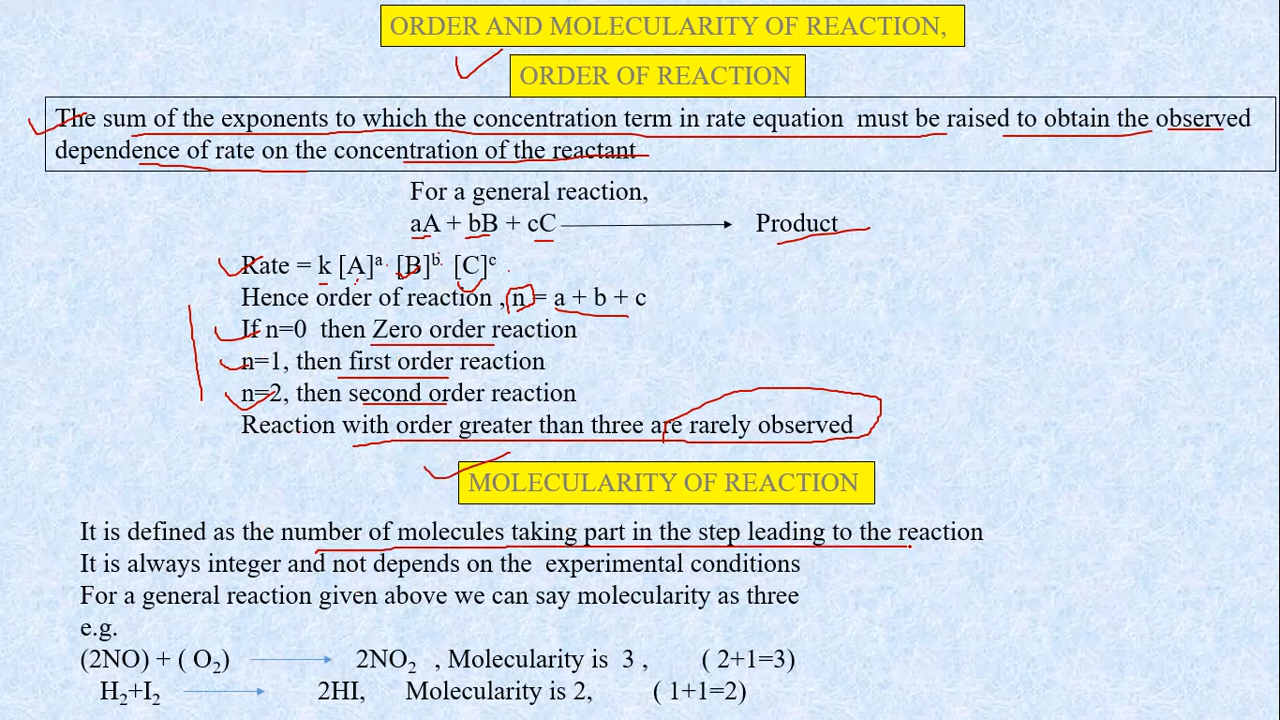 ORDER AND MOLECULARITY OF REACTION,
ORDER OF REACTION
The sum of the exponents to which the concentration term in rate equation must be raised to obtain the observed
dependence of rate on the concentration of the reactant
For a general reaction,
aA + bB + cC ⟶ Product
Rate = k [A]ᵃ· [B]ᵇ· [C]ᶜ
Hence order of reaction , n = a + b + c
If n=0 then Zero order reaction
n=1, then first order reaction
n=2, then second order reaction
Reaction with order greater than three are rarely observed
MOLECULARITY OF REACTION
It is defined as the number of molecules taking part in the step leading to the reaction
It is always integer and not depends on the experimental conditions
For a general reaction given above we can say molecularity as three
e.g.
(2NO) + ( O₂) ⟶ 2NO₂ , Molecularity is 3 , ( 2+1=3)
H₂+I₂ ⟶ 2HI, Molecularity is 2, ( 1+1=2)